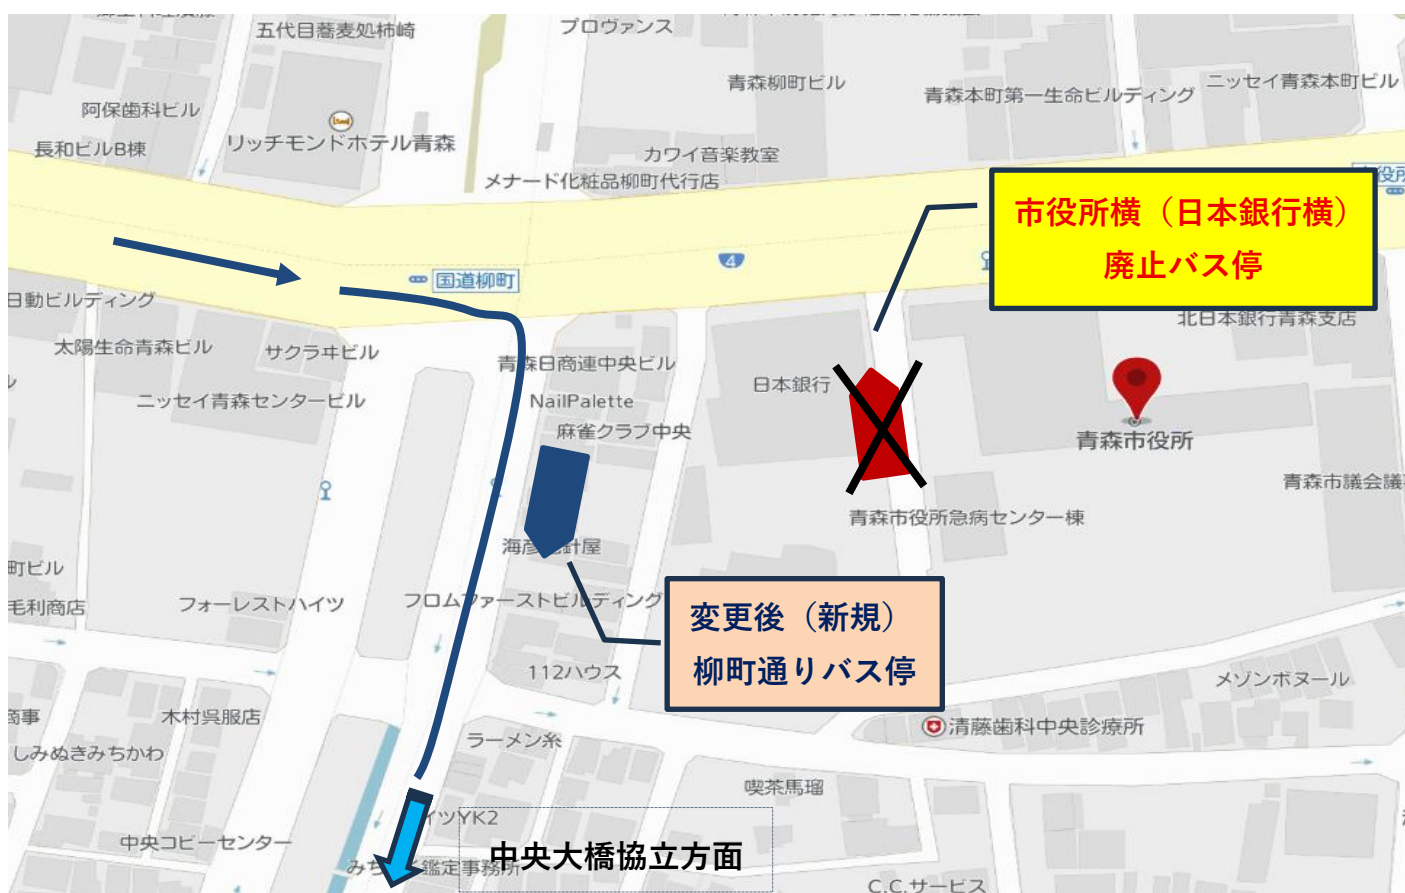 五代目蕎麦処柿崎
プロヴァンス
青森柳町ビル
ニッセイ青森本町ビル
青森本町第一生命ビルディング
阿保歯科ビル
リッチモンドホテル青森
長和ビルB棟
カワイ音楽教室
メナード化粧品柳町代行店
市役所横（日本銀行横）
廃止バス停
4
国道柳町
日動ビルディング
北日本銀行青森支店
太陽生命青森ビル
サクラヰビル
青森日商連中央ビル
日本銀行
ニッセイ青森センタービル
NailPalette
麻雀クラブ中央
青森市役所
青森市議会議
青森市役所急病センター棟
海彦
針屋
町ビル
毛利商店
フォーレストハイツ
フロムファーストビルディング
変更後（新規）
柳町通りバス停
112ハウス
メゾンボヌール
商事
木村呉服店
清藤歯科中央診療所
しみぬきみちかわ
ラーメン糸
喫茶馬瑠
イツYK2
中央コピーセンター
中央大橋協立方面
みち
鑑定事務所
C.C.サービス